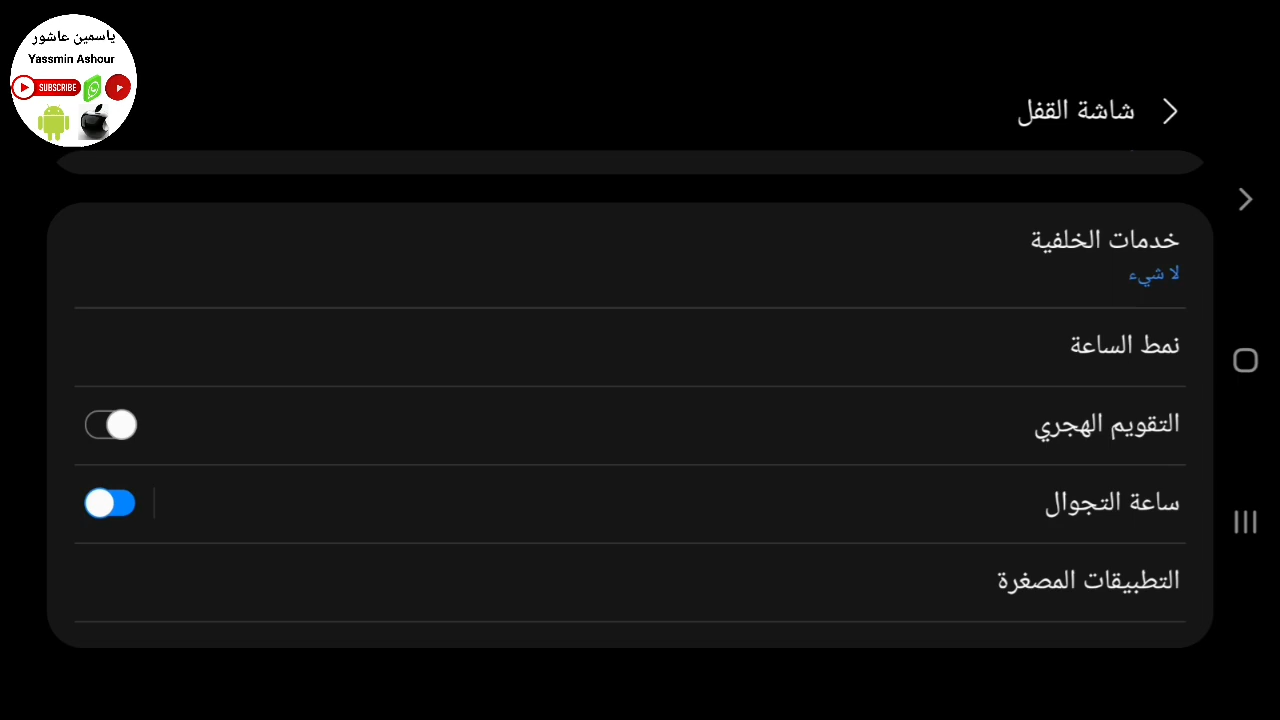 ياسمين عاشور
Yassmin Ashour
SUBSCRIBE
شاشة القفل
خدمات الخلفية
لا شيء
نمط الساعة
التقويم الهجري
ساعة التجوال
التطبيقات المصغرة